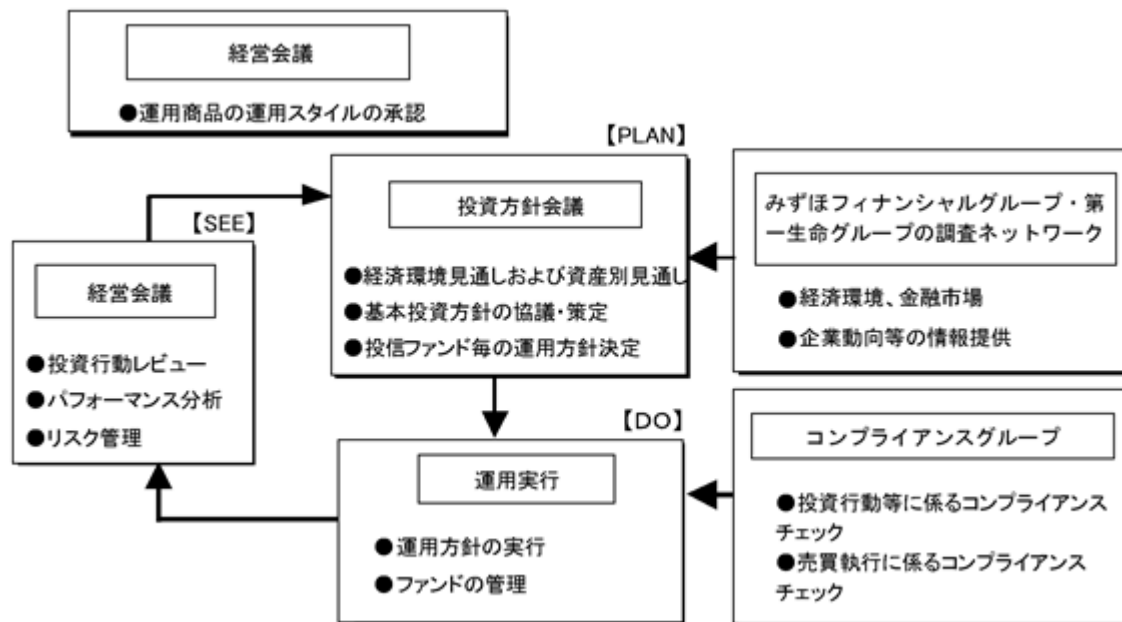 経営会議
●運用商品の運用スタイルの承認
【PLAN】
投資方針会議
●経済環境見通しおよび資産別見通し
●基本投資方針の協議・策定
●投信ファンド毎の運用方針決定
みずほフィナンシャルグループ・第
一生命グループの調査ネットワーク
●経済環境、金融市場
●企業動向等の情報提供
【SEE】
経営会議
●投資行動レビュー
●パフォーマンス分析
●リスク管理
【DO】
運用実行
●運用方針の実行
●ファンドの管理
コンプライアンスグループ
●投資行動等に係るコンプライアンス
チェック
●売買執行に係るコンプライアンス
チェック